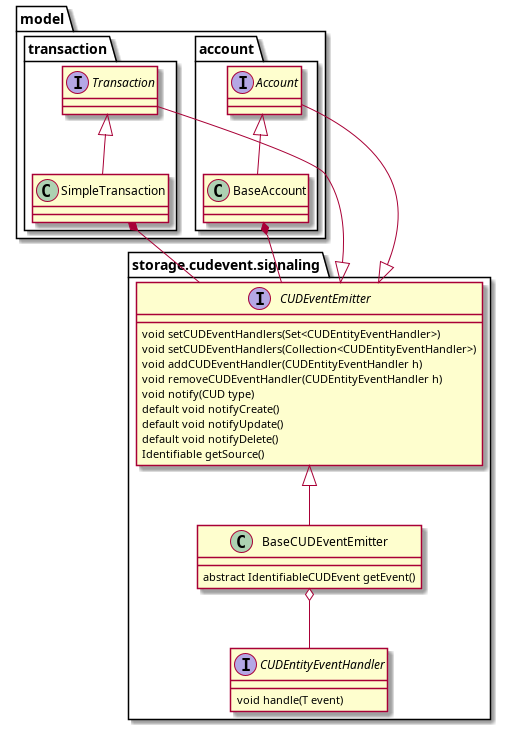 model
transaction
account
I Transaction
I Account
C SimpleTransaction
C BaseAccount
storage.cudevent.signaling
I CUDEventEmitter
void setCUDEventHandlers(Set<CUDEntityEventHandler>)
void setCUDEventHandlers(Collection<CUDEntityEventHandler>)
void addCUDEventHandler(CUDEntityEventHandler h)
void removeCUDEventHandler(CUDEntityEventHandler h)
void notify(CUD type)
default void notifyCreate()
default void notifyUpdate()
default void notifyDelete()
Identifiable getSource()
C BaseCUDEventEmitter
abstract IdentifiableCUDEvent getEvent()
I CUDEntityEventHandler
void handle(T event)